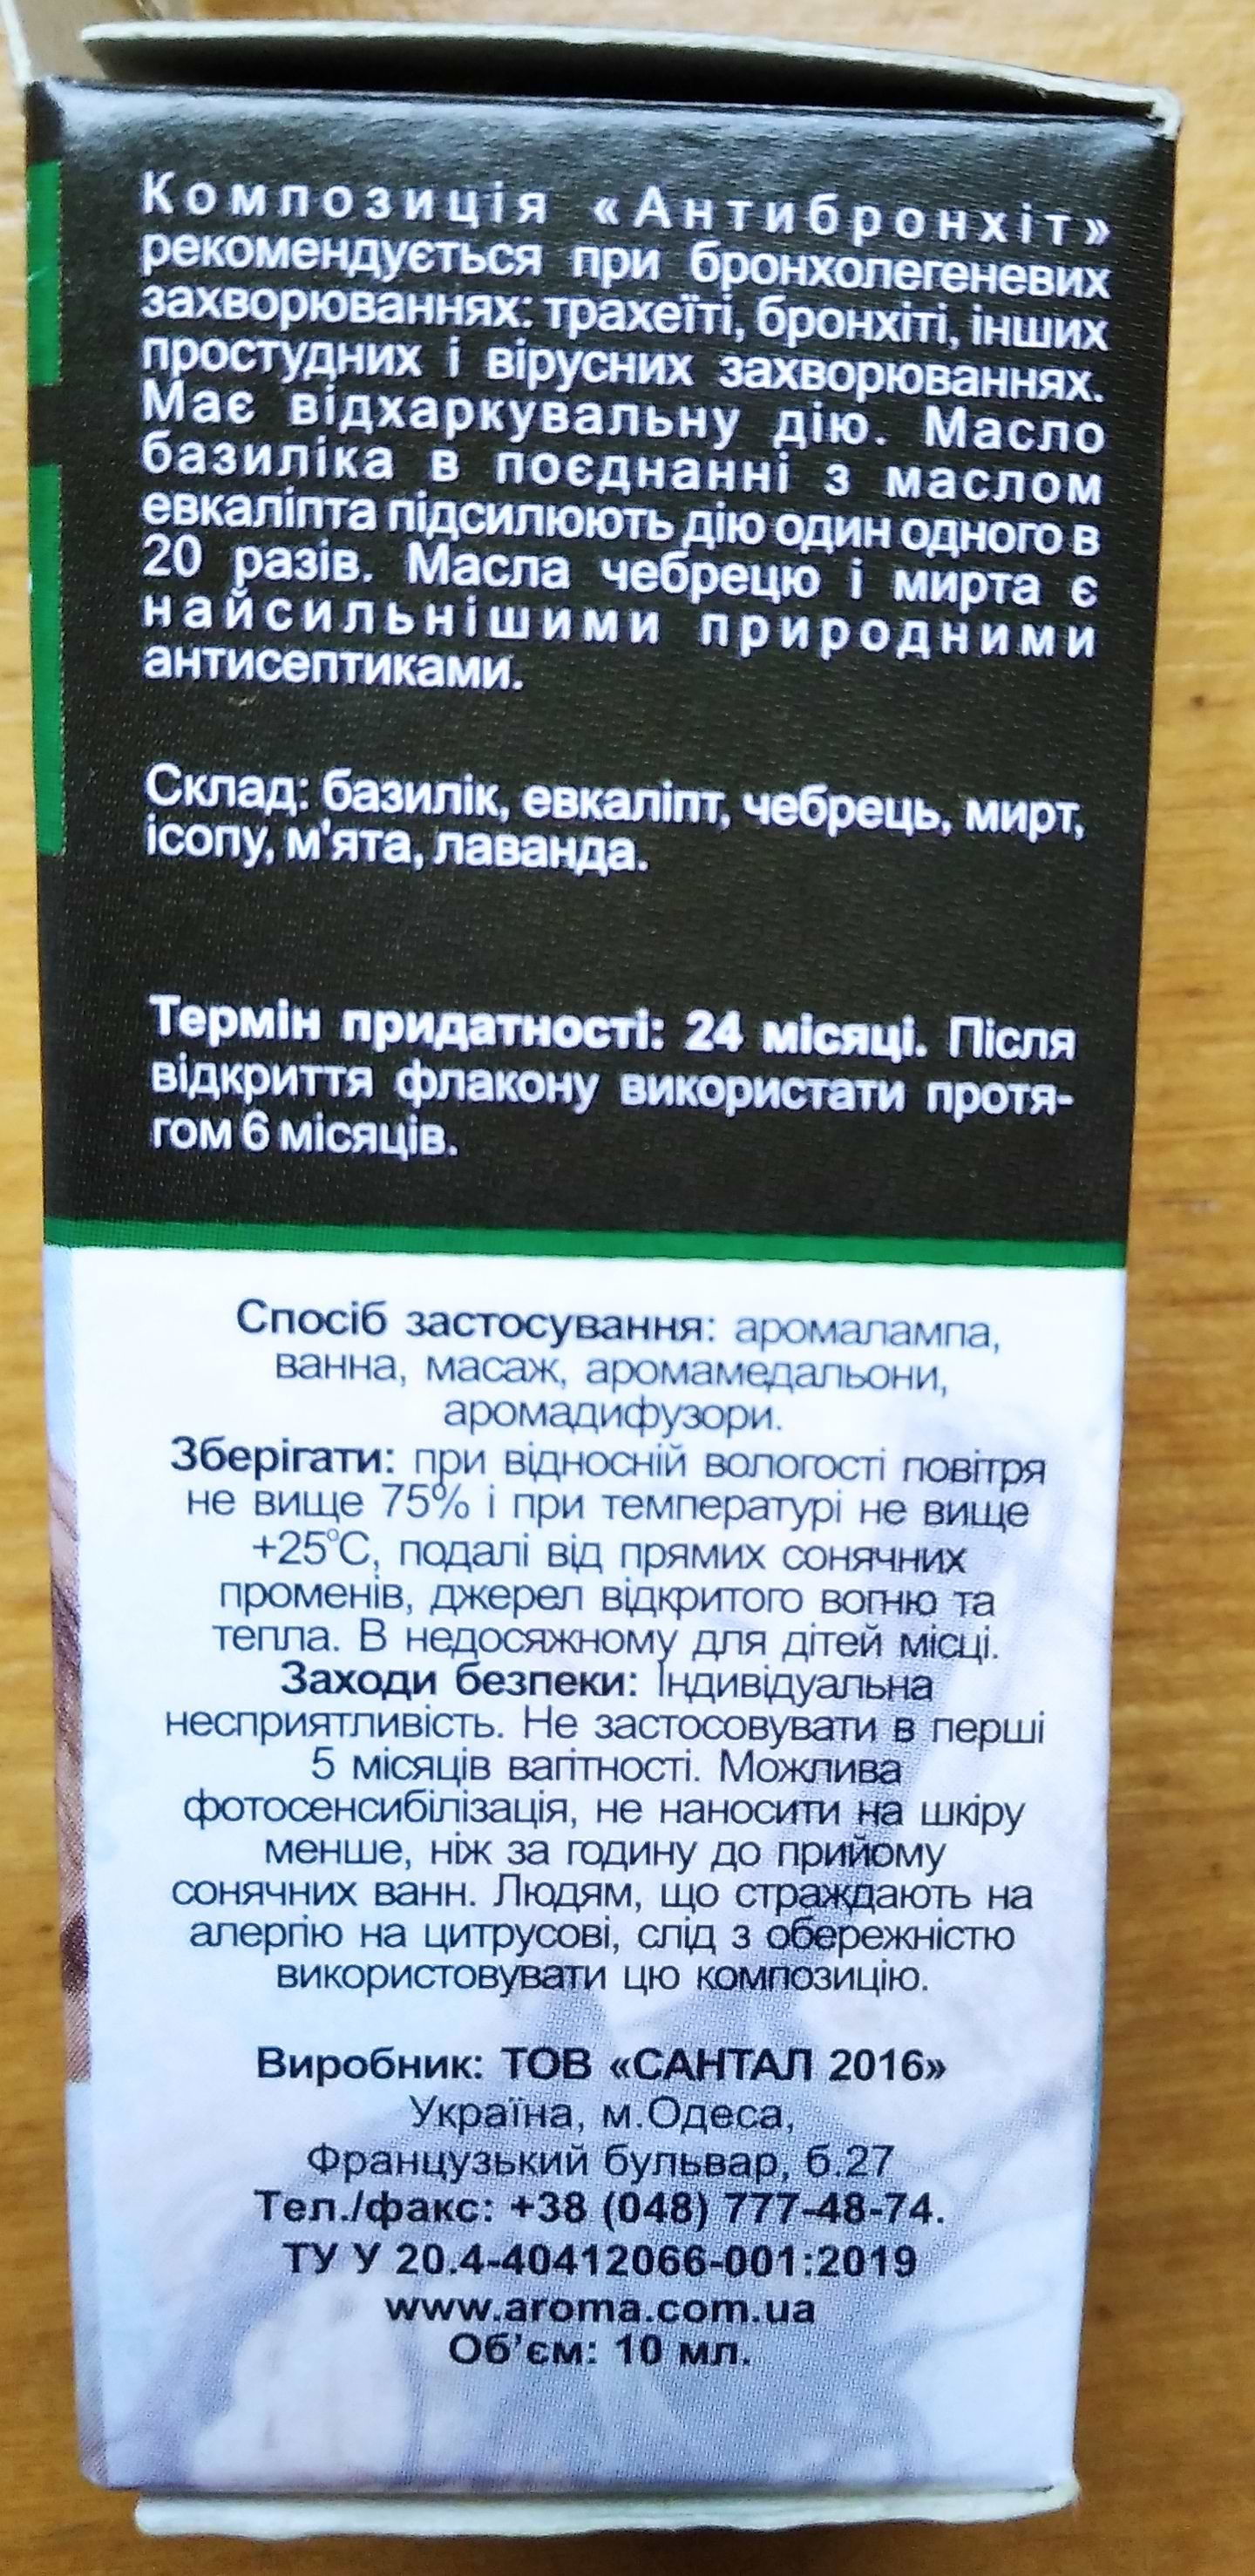 Композиція «Антибронхіт»
рекомендується при бронхолегеневих
захворюваннях: трахеїті, бронхіті, інших
простудних і вірусних захворюваннях.
Має відхаркувальну дію. Масло
базиліка в поєднанні з маслом
евкаліпта підсилюють дію один одного в
20 разів. Масла чебрецю і мирта є
найсильнішими природними
антисептиками.
Склад: базилік, евкаліпт, чебрець, мирт,
ісопу, м'ята, лаванда.
Термін придатності: 24 місяці. Після
відкриття флакону використати протя-
гом 6 місяців.
Спосіб застосування: аромалампа,
ванна, масаж, аромамедальони,
аромадифузори.
Зберігати: при відносній вологості повітря
не вище 75% і при температурі не вище
+25°С, подалі від прямих сонячних
променів, джерел відкритого вогню та
тепла. В недосяжному для дітей місці.
Заходи безпеки: Індивідуальна
несприятливість. Не застосовувати в перші
5 місяців вагітності. Можлива
фотосенсибілізація, не наносити на шкіру
менше, ніж за годину до прийому
сонячних ванн. Людям, що страждають на
алергію на цитрусові, слід з обережністю
використовувати цю композицію.
Виробник: ТОВ «САНТАЛ 2016»
Україна, м.Одеса,
Французький бульвар, б.27
Тел./факс: +38 (048) 777-48-74.
ТУ У 20.4-40412066-001:2019
www.aroma.com.ua
Об'єм: 10 мл.